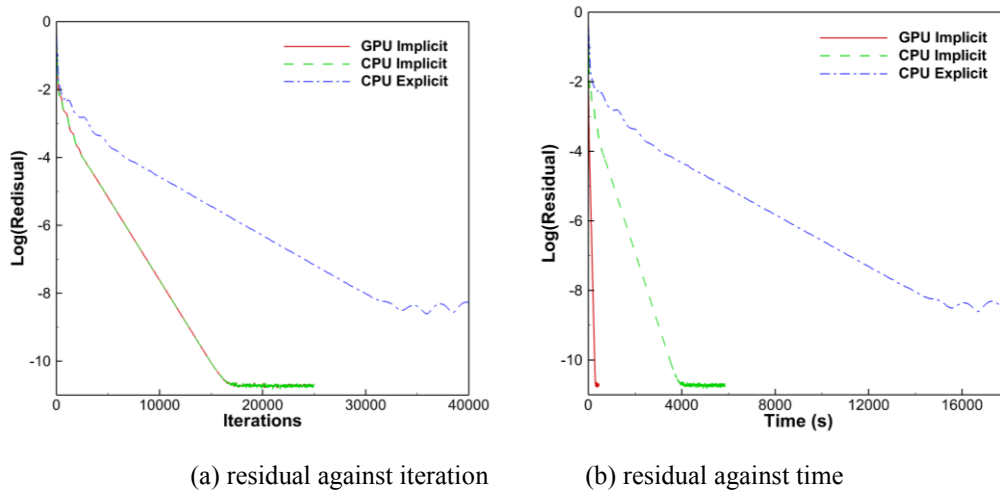 0
-2
-4
-6
-8
-10
Log(Redisual)
GPU Implicit
CPU Implicit
CPU Explicit
0
10000
20000
30000
40000
Iterations
0
-2
-4
-6
-8
-10
Log(Residual)
GPU Implicit
CPU Implicit
CPU Explicit
0
4000
8000
12000
16000
Time (s)
(a) residual against iteration
(b) residual against time